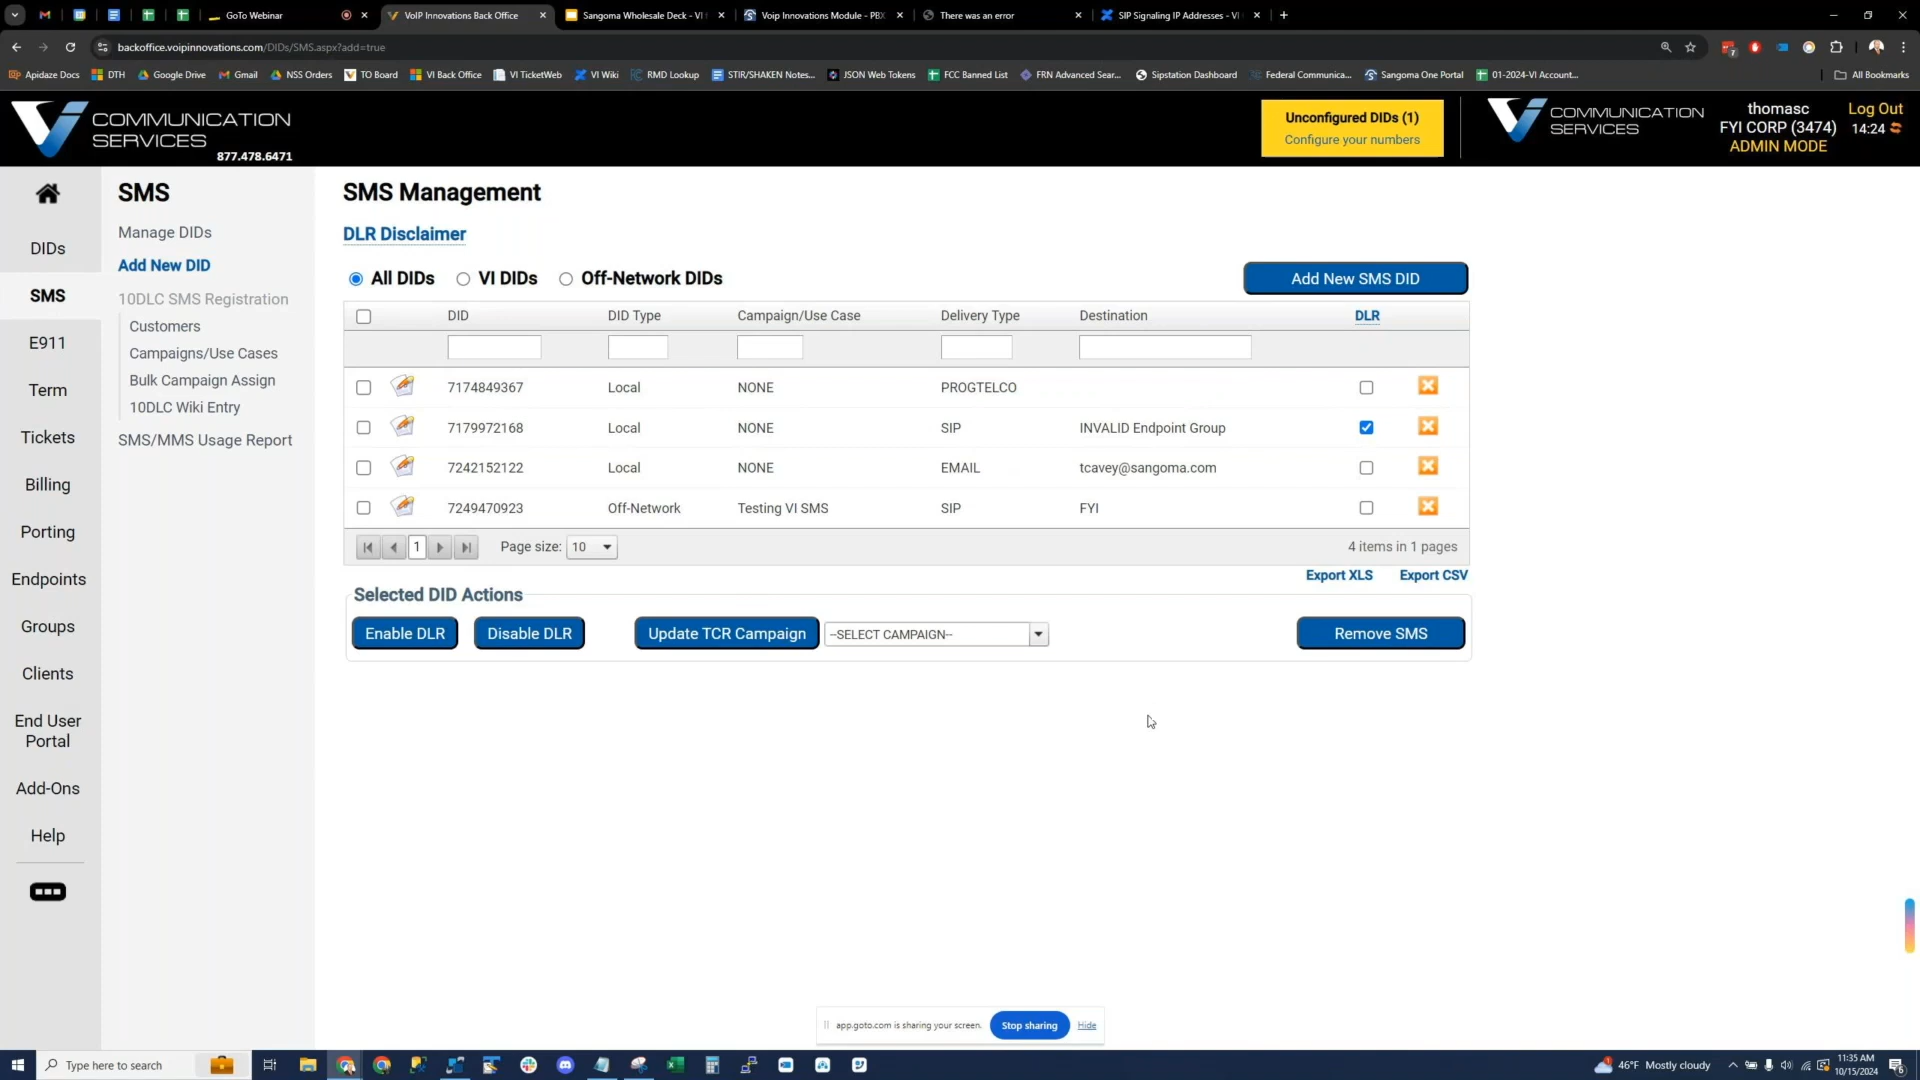 GoTo Webinar
VoIP Innovations Back Office
Sangoma Wholesale Deck - VI
Voip Innovations Module - PBX
There was an error
SIP Signaling IP Addresses - VI
backoffice.voipinnovations.com/DIDs/SMS.aspx?add=true
Apidaze Docs
DTH
Google Drive
Gmail
NSS Orders
TO Board
VI Back Office
VI TicketWeb
VI Wiki
RMD Lookup
STIR/SHAKEN Notes...
JSON Web Tokens
FCC Banned List
FRN Advanced Sear...
Sipstation Dashboard
Federal Communica...
Sangoma One Portal
01-2024-VI Account...
All Bookmarks
COMMUNICATION
SERVICES
877.478.6471
Unconfigured DIDs (1)
Configure your numbers
COMMUNICATION
SERVICES
thomasc
FYI CORP (3474)
ADMIN MODE
Log Out
14:24
DIDs
SMS
E911
Term
Tickets
Billing
Porting
Endpoints
Groups
Clients
End User
Portal
Add-Ons
Help
SMS
Manage DIDs
Add New DID
10DLC SMS Registration
Customers
Campaigns/Use Cases
Bulk Campaign Assign
10DLC Wiki Entry
SMS/MMS Usage Report
SMS Management
DLR Disclaimer
All DIDs VI DIDs Off-Network DIDs
Add New SMS DID
DID DID Type Campaign/Use Case Delivery Type Destination DLR
7174849367 Local NONE PROGTELCO
7179972168 Local NONE SIP INVALID Endpoint Group
7242152122 Local NONE EMAIL tcavey@sangoma.com
7249470923 Off-Network Testing VI SMS SIP FYI
1 Page size: 10 4 items in 1 pages
Export XLS Export CSV
Selected DID Actions
Enable DLR Disable DLR Update TCR Campaign --SELECT CAMPAIGN-- Remove SMS
app.goto.com is sharing your screen. Stop sharing Hide
Type here to search
46°F Mostly cloudy
11:35 AM
10/15/2024